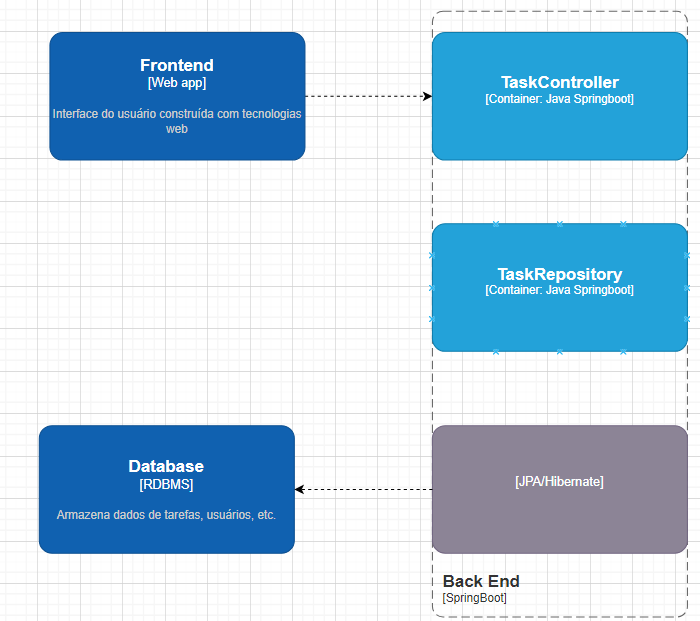 Frontend
[Web app]
Interface do usuário construída com tecnologias
web
TaskController
[Container: Java Springboot]
TaskRepository
[Container: Java Springboot]
Database
[RDBMS]
Armazena dados de tarefas, usuários, etc.
[JPA/Hibernate]
Back End
[SpringBoot]